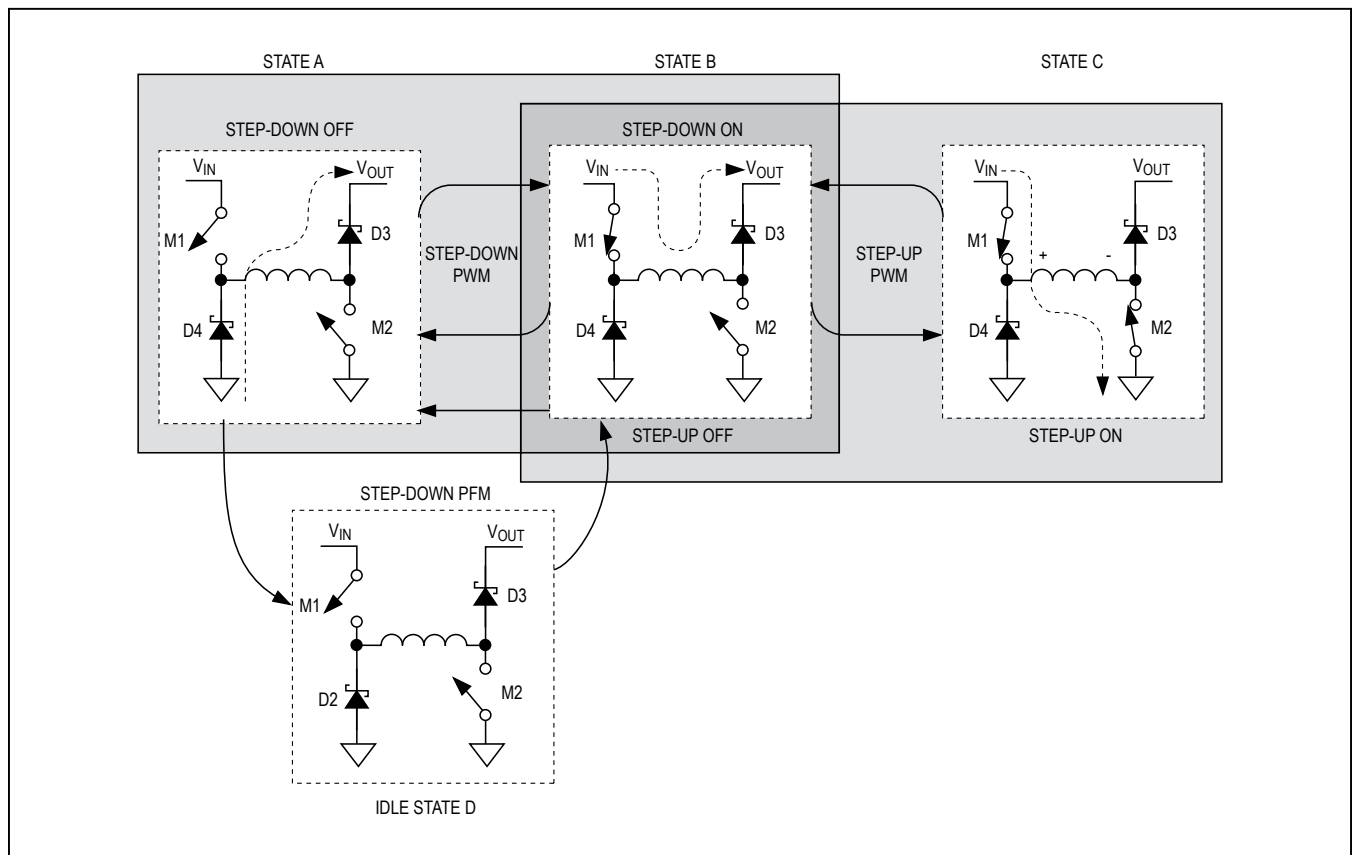 STATE A
STATE B
STATE C
STEP-DOWN OFF
STEP-DOWN ON
VIN
VOUT
M1
D3
D4
M2
STEP-DOWN
PWM
VIN
VOUT
M1
D3
D4
M2
STEP-UP
PWM
VIN
VOUT
M1
+
-
D3
D4
M2
STEP-UP OFF
STEP-UP ON
STEP-DOWN PFM
VIN
VOUT
M1
D3
D2
M2
IDLE STATE D